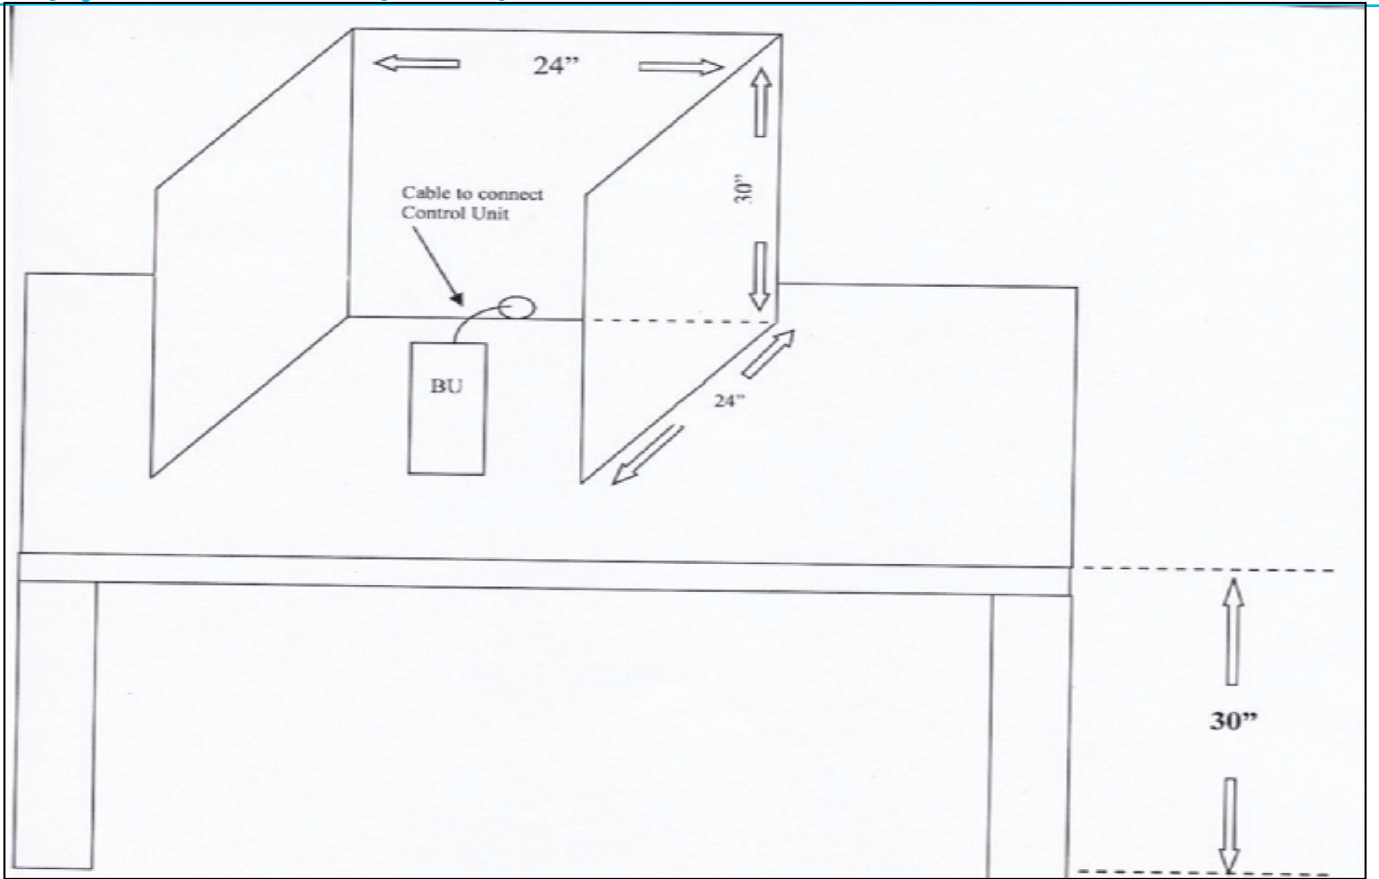 24”
30”
Cable to connect
Control Unit
BU
24”
30”